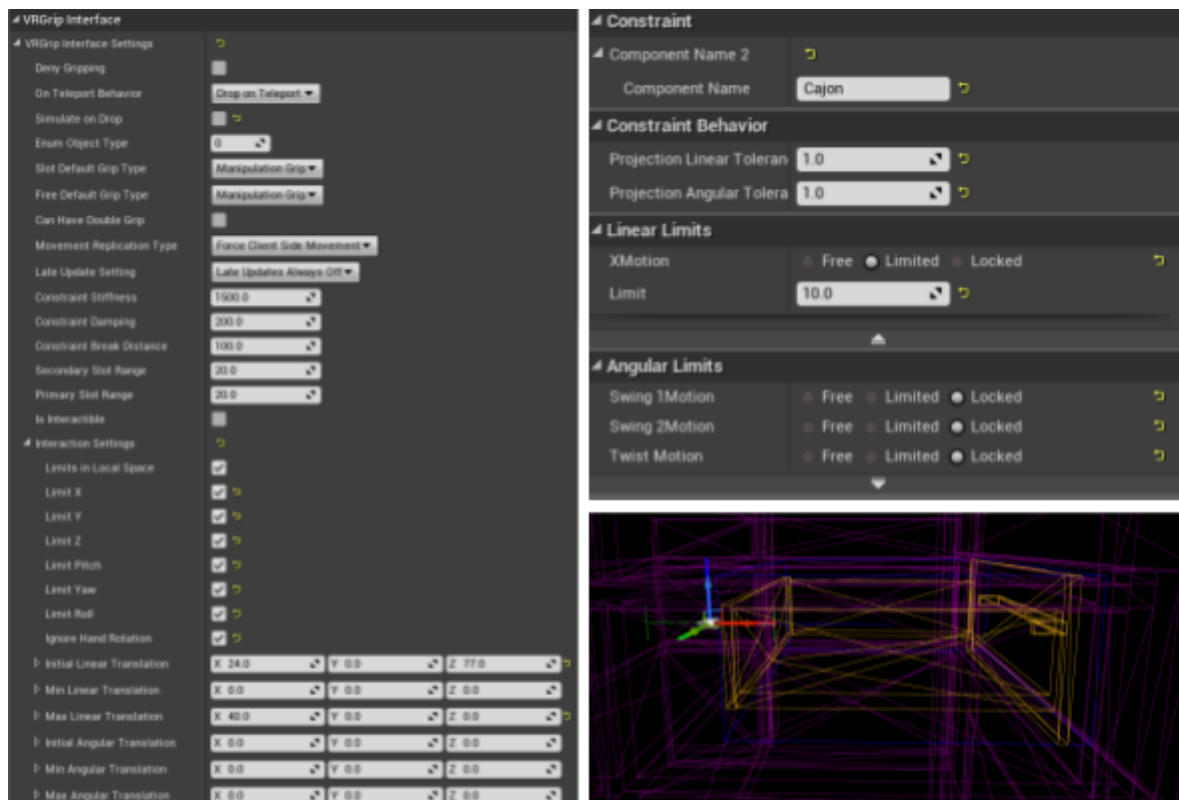 VRGrip Interface
VRGrip Interface Settings
Deny Gripping
On Teleport Behavior Drop on Teleport
Simulate on Drop
Enum Object Type 0
Slot Default Grip Type Manipulation Grip
Free Default Grip Type Manipulation Grip
Can Have Double Grip
Movement Replication Type Force Client Side Movement
Late Update Setting Late Updates Always Off
Constraint Stiffness 1500.0
Constraint Damping 200.0
Constraint Break Distance 100.0
Secondary Slot Range 20.0
Primary Slot Range 20.0
Is Interactible
Interaction Settings
Limits in Local Space
Limit X
Limit Y
Limit Z
Limit Pitch
Limit Yaw
Limit Roll
Ignore Hand Rotation
Initial Linear Translation X 24.0 Y 0.0 Z 77.0
Min Linear Translation X 0.0 Y 0.0 Z 0.0
Max Linear Translation X 40.0 Y 0.0 Z 0.0
Initial Angular Translation X 0.0 Y 0.0 Z 0.0
Min Angular Translation X 0.0 Y 0.0 Z 0.0
Max Angular Translation X 0.0 Y 0.0 Z 0.0
Constraint
Component Name 2
Component Name Cajon
Constraint Behavior
Projection Linear Toleran 1.0
Projection Angular Tolera 1.0
Linear Limits
XMotion Free Limited Locked
Limit 10.0
Angular Limits
Swing 1Motion Free Limited Locked
Swing 2Motion Free Limited Locked
Twist Motion Free Limited Locked